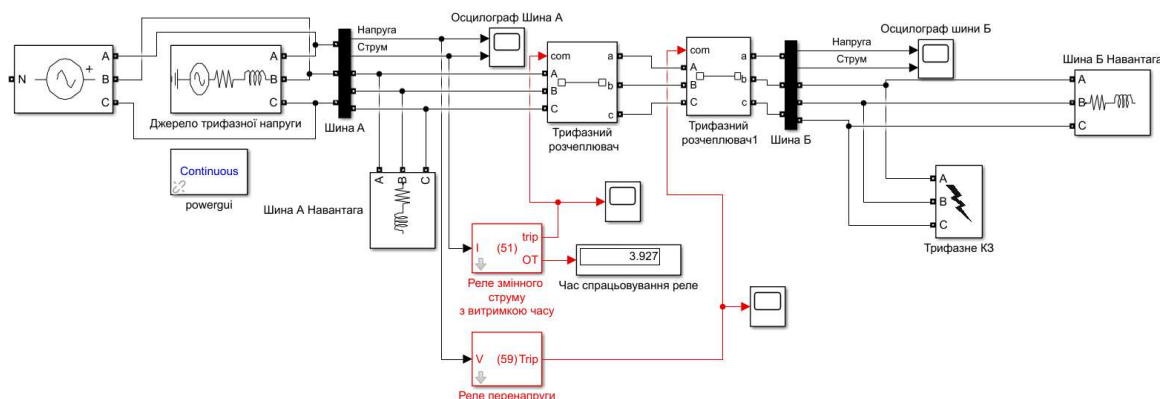 Осцилограф Шина А
Осцилограф шини Б
Напруга
Струм
Напруга
Струм
Шина Б Навантага
N
+
A
B
C
A
B
C
com
A
B
C
a
b
c
com
A
B
C
a
b
c
A
B
C
Джерело трифазної напруги
Шина А
Трифазний
розчеплювач
Трифазний
розчеплювач1
Шина Б
Continuous
powergui
A
B
C
Шина А Навантага
A
B
C
Трифазне КЗ
I
(51)
trip
OT
3.927
Реле змінного
струму
з витримкою часу
Час спрацьовування реле
V
(59)
Trip
Реле перенапруги